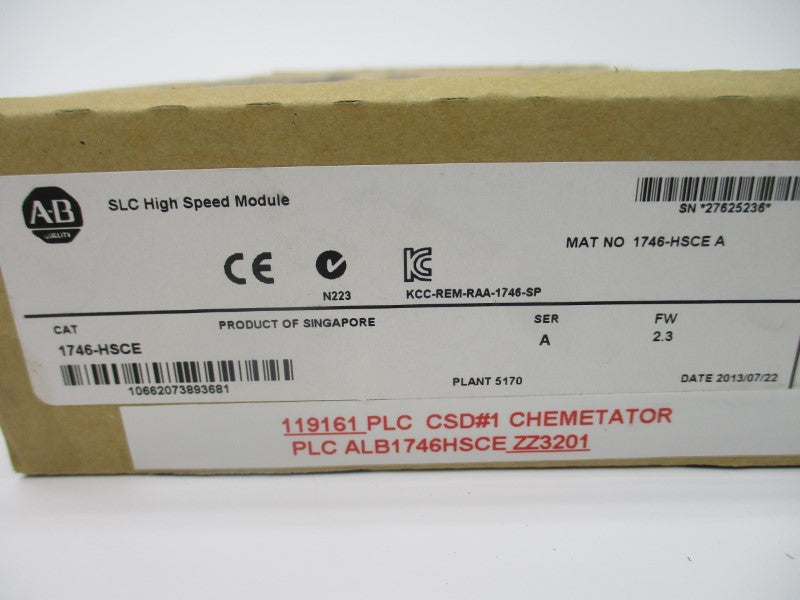 A-B
QUALITY
SLC High Speed Module
SN *27625236*
MAT NO 1746-HSCE A
CE
N223
KCC-REM-RAA-1746-SP
CAT
PRODUCT OF SINGAPORE
SER
FW
1746-HSCE
A
2.3
10662073893681
PLANT 5170
DATE 2013/07/22
119161 PLC CSD#1 CHEMETATOR
PLC ALB1746HSCE ZZ3201